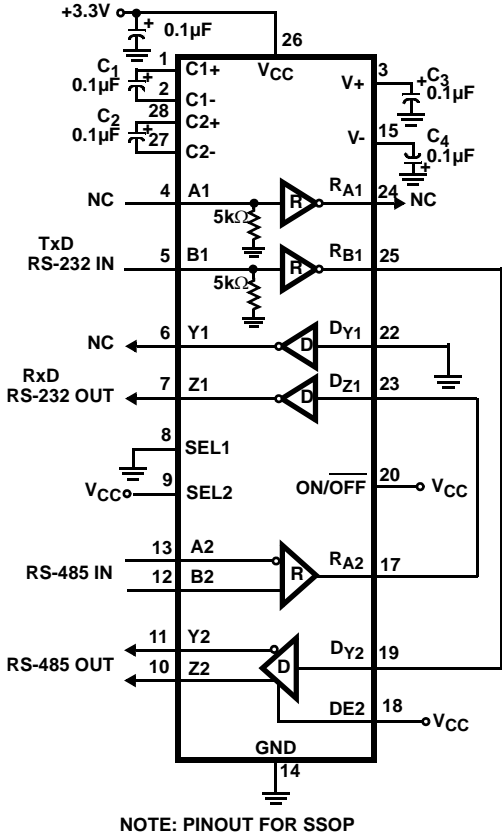 +3.3V
0.1µF
26
1
C1
0.1µF
C1+
VCC
3
V+
+
C3
0.1µF
+
2
C1-
28
C2
0.1µF
C2+
+
27
C2-
15
V-
C4
0.1µF
+
NC
4
A1
R
RA1
24
NC
5kΩ
TxD
RS-232 IN
5
B1
R
RB1
25
5kΩ
NC
6
Y1
D
DY1
22
RxD
RS-232 OUT
7
Z1
D
DZ1
23
8
SEL1
VCC
9
SEL2
ON/OFF
20
VCC
RS-485 IN
13
A2
12
B2
R
RA2
17
RS-485 OUT
11
Y2
10
Z2
D
DY2
19
DE2
18
VCC
GND
14
NOTE: PINOUT FOR SSOP